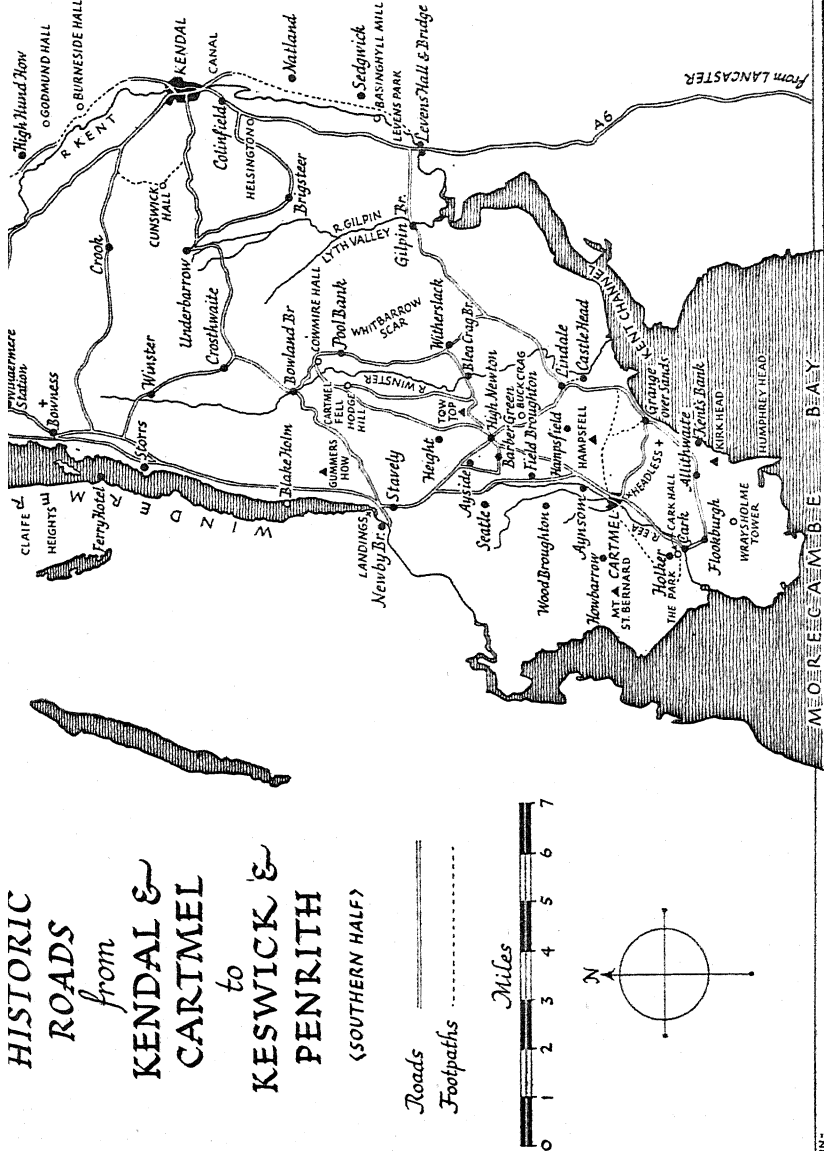 HISTORIC
ROADS
from
KENDAL &
CARTMEL
to
KESWICK &
PENRITH
<SOUTHERN HALF>
Roads
Footpaths
Miles
0 1 2 3 4 5 6 7
N
High Hund How
GODMUND HALL
BURNESIDE HALL
R KENT
KENDAL
CANAL
Natland
Sedgwick
BASINGHYLL MILL
LEVENS PARK
Levens Hall & Bridge
from LANCASTER
A6
Colinfield
HELSINGTON
CUNSWICK
HALL
Brigsteer
Crook
Underbarrow
R. GILPIN
LYTH VALLEY
Gilpin Br.
Crosthwaite
Winster
Windermere
Station
Bowness
Storrs
Bowland Br
COWMIRE HALL
Pool Bank
WHITBARROW
SCAR
Witherslack
Blea Crag Br.
R. WINSTER
CARTMEL
FELL
HODGE
HILL
TOW
TOP
High Newton
Barber Green
BUCK CRAG
Field Broughton
Lindale
Castle Head
KENT CHANNEL
Hampsfield
HAMPSFELL
Grange
over Sands
HEADLESS
Kents Bank
KIRK HEAD
HUMPHREY HEAD
Allithwaite
Blake Holm
GUMMERS
HOW
Height
Stavely
Ayside
Seatle
Aynsom
CARTMEL
R. EEA
CARK HALL
Cark
Flookburgh
WRAYSHOLME
TOWER
CLAIFE
HEIGHTS
Ferry Hotel
WINDERMERE
LANDINGS
Newby Br.
Wood Broughton
Howbarrow
MT
ST. BERNARD
Holker
THE PARK
MORECAMBE BAY